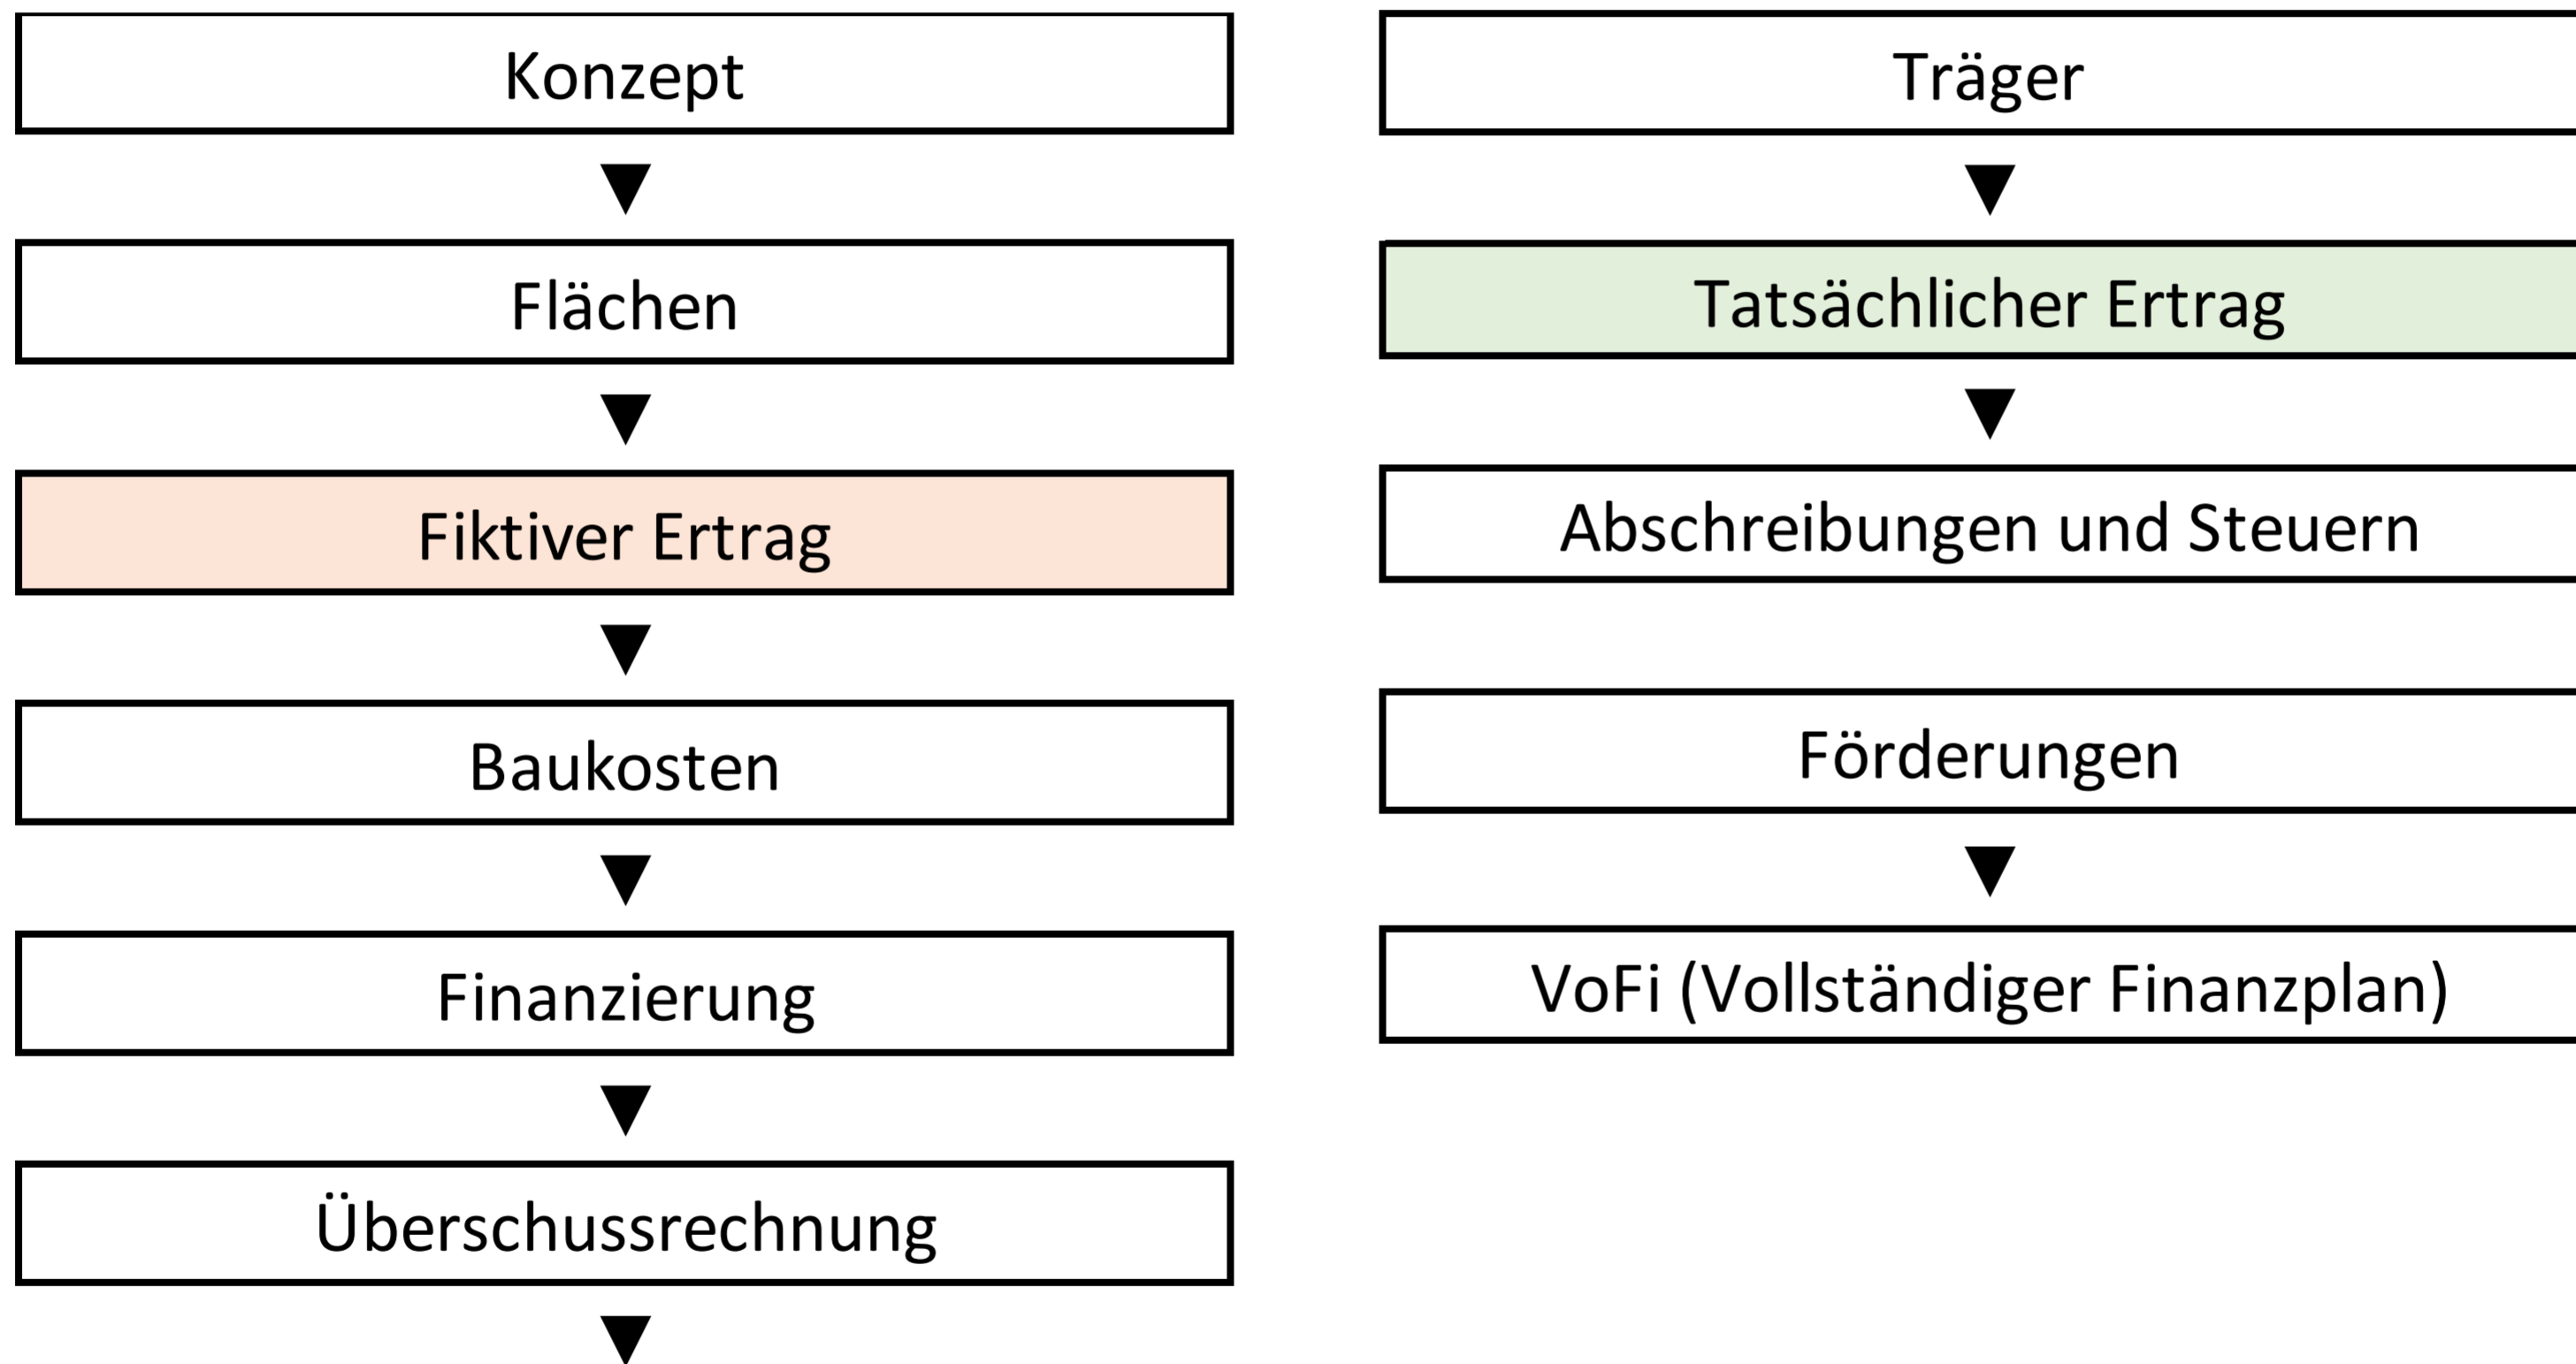 Konzept
Flächen
Fiktiver Ertrag
Baukosten
Finanzierung
Überschussrechnung
Träger
Tatsächlicher Ertrag
Abschreibungen und Steuern
Förderungen
VoFi (Vollständiger Finanzplan)